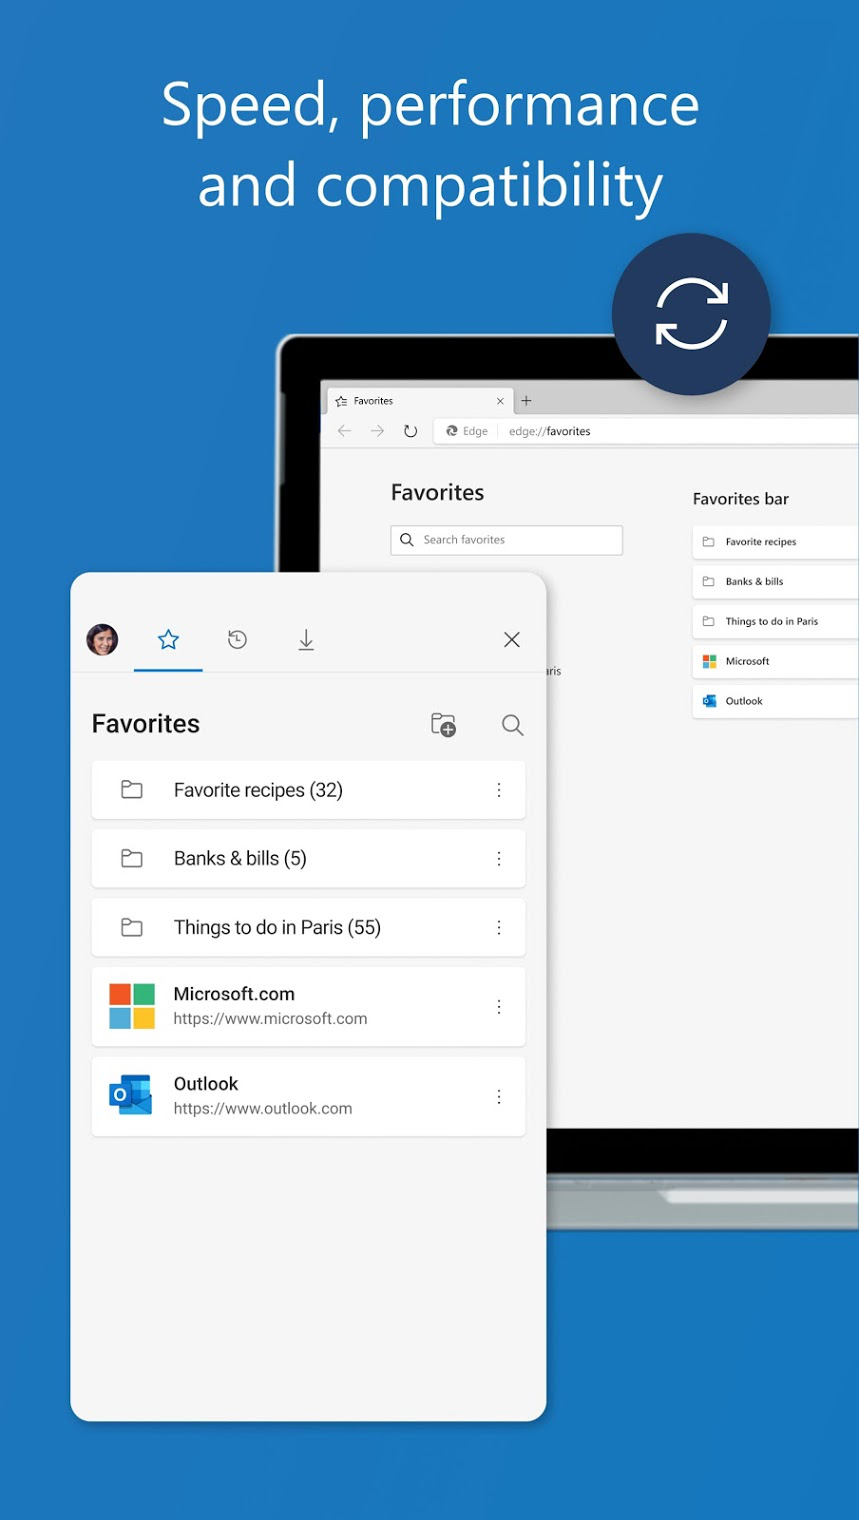 Speed, performance
and compatibility
Favorites
Edge edge://favorites
Favorites
Search favorites
Favorites bar
Favorite recipes
Banks & bills
Things to do in Paris
Microsoft
Outlook
aris
Favorites
Favorite recipes (32)
Banks & bills (5)
Things to do in Paris (55)
Microsoft.com
https://www.microsoft.com
Outlook
https://www.outlook.com